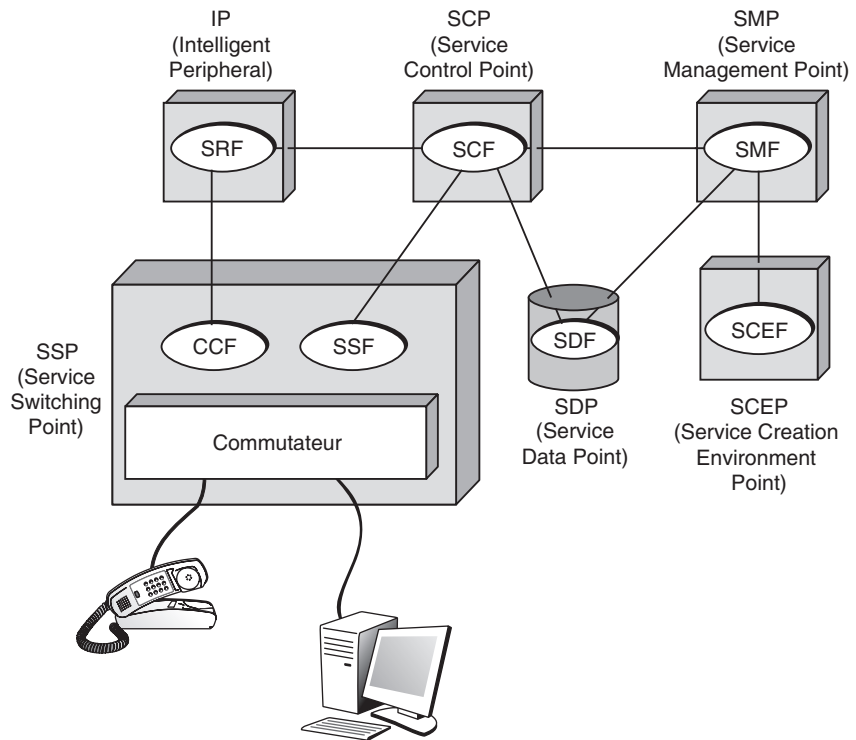 IP
(Intelligent
Peripheral)
SCP
(Service
Control Point)
SMP
(Service
Management Point)
SRF
SCF
SMF
SSP
(Service
Switching
Point)
CCF
SSF
SDF
SCEF
Commutateur
SDP
(Service
Data Point)
SCEP
(Service Creation
Environment
Point)